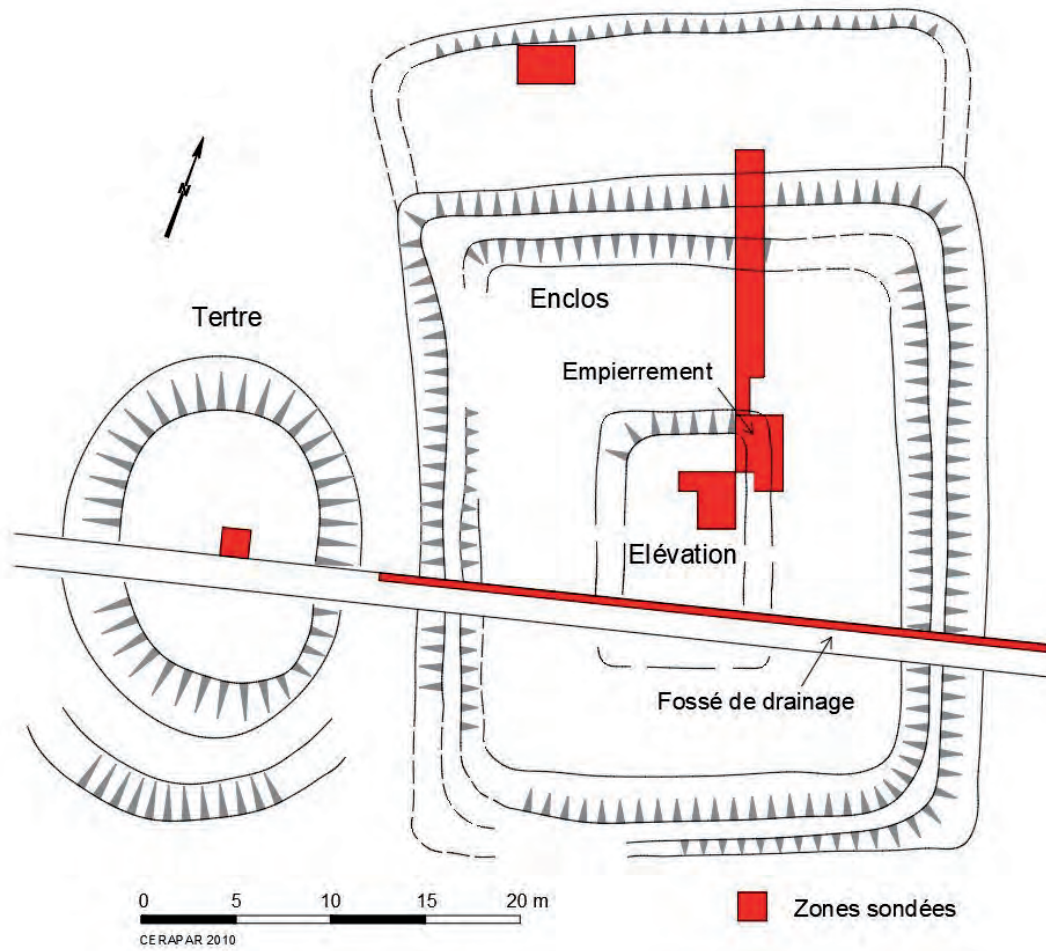 N
Tertre
Enclos
Empierrement
Elévation
Fossé de drainage
0 5 10 15 20 m
CERAPAR 2010
Zones sondées